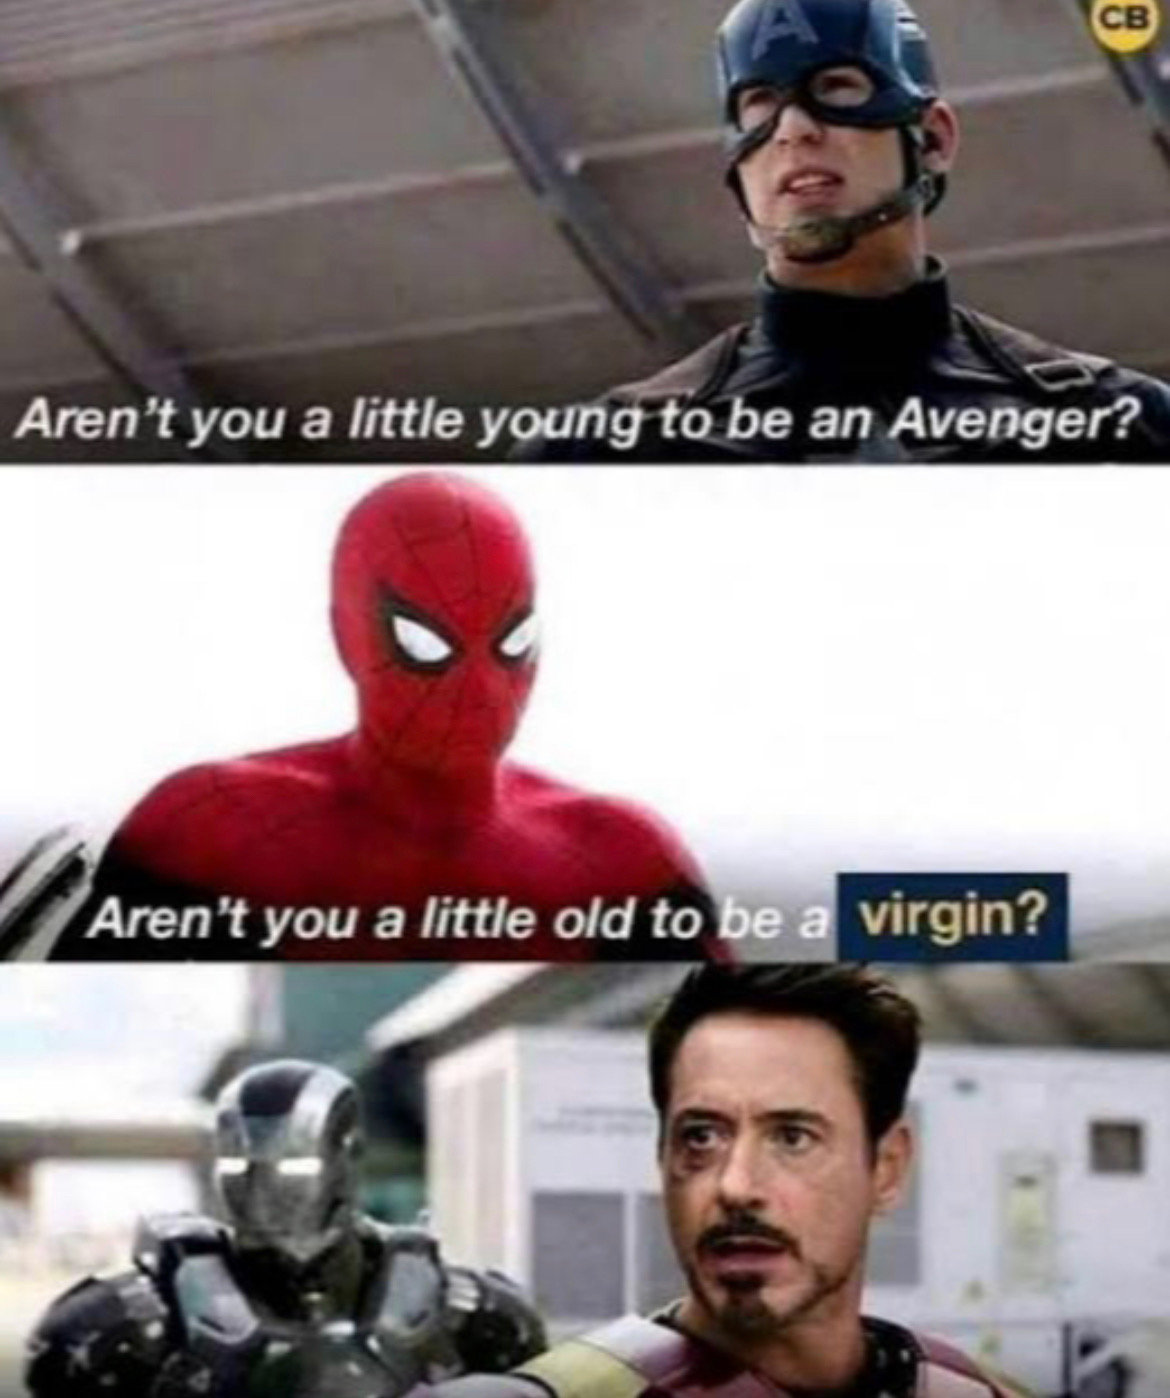 CB
A
Aren't you a little young to be an Avenger?
Aren't you a little old to be a virgin?